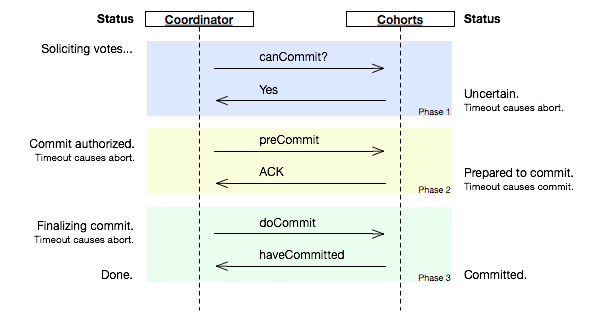 Status
Coordinator
Cohorts
Status
Soliciting votes...
canCommit?
Yes
Uncertain.
Timeout causes abort.
Phase 1
Commit authorized.
Timeout causes abort.
preCommit
ACK
Prepared to commit.
Timeout causes commit.
Phase 2
Finalizing commit.
Timeout causes abort.
doCommit
haveCommitted
Done.
Phase 3
Committed.